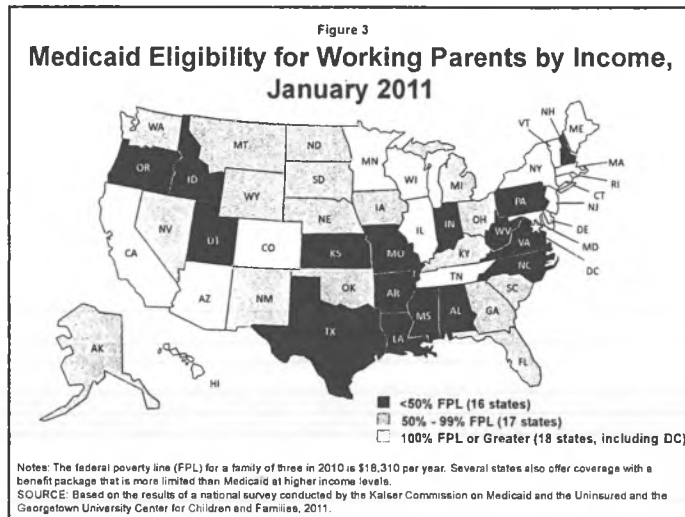 Figure 3
Medicaid Eligibility for Working Parents by Income,
January 2011
WA
MT
ND
MN
VT
NH
ME
OR
ID
SD
WI
NY
MA
WY
MI
RI
CT
IA
PA
NJ
NE
OH
NV
UT
IN
DE
IL
WV
MD
CO
KS
MO
KY
VA
DC
CA
NC
TN
OK
AR
SC
AZ
NM
MS
AL
GA
TX
LA
AK
FL
HI
<50% FPL (16 states)
50% - 99% FPL (17 states)
100% FPL or Greater (18 states, including DC)
Notes: The federal poverty line (FPL) for a family of three in 2010 is $18,310 per year. Several states also offer coverage with a
benefit package that is more limited than Medicaid at higher income levels.
SOURCE: Based on the results of a national survey conducted by the Kaiser Commission on Medicaid and the Uninsured and the
Georgetown University Center for Children and Families, 2011.